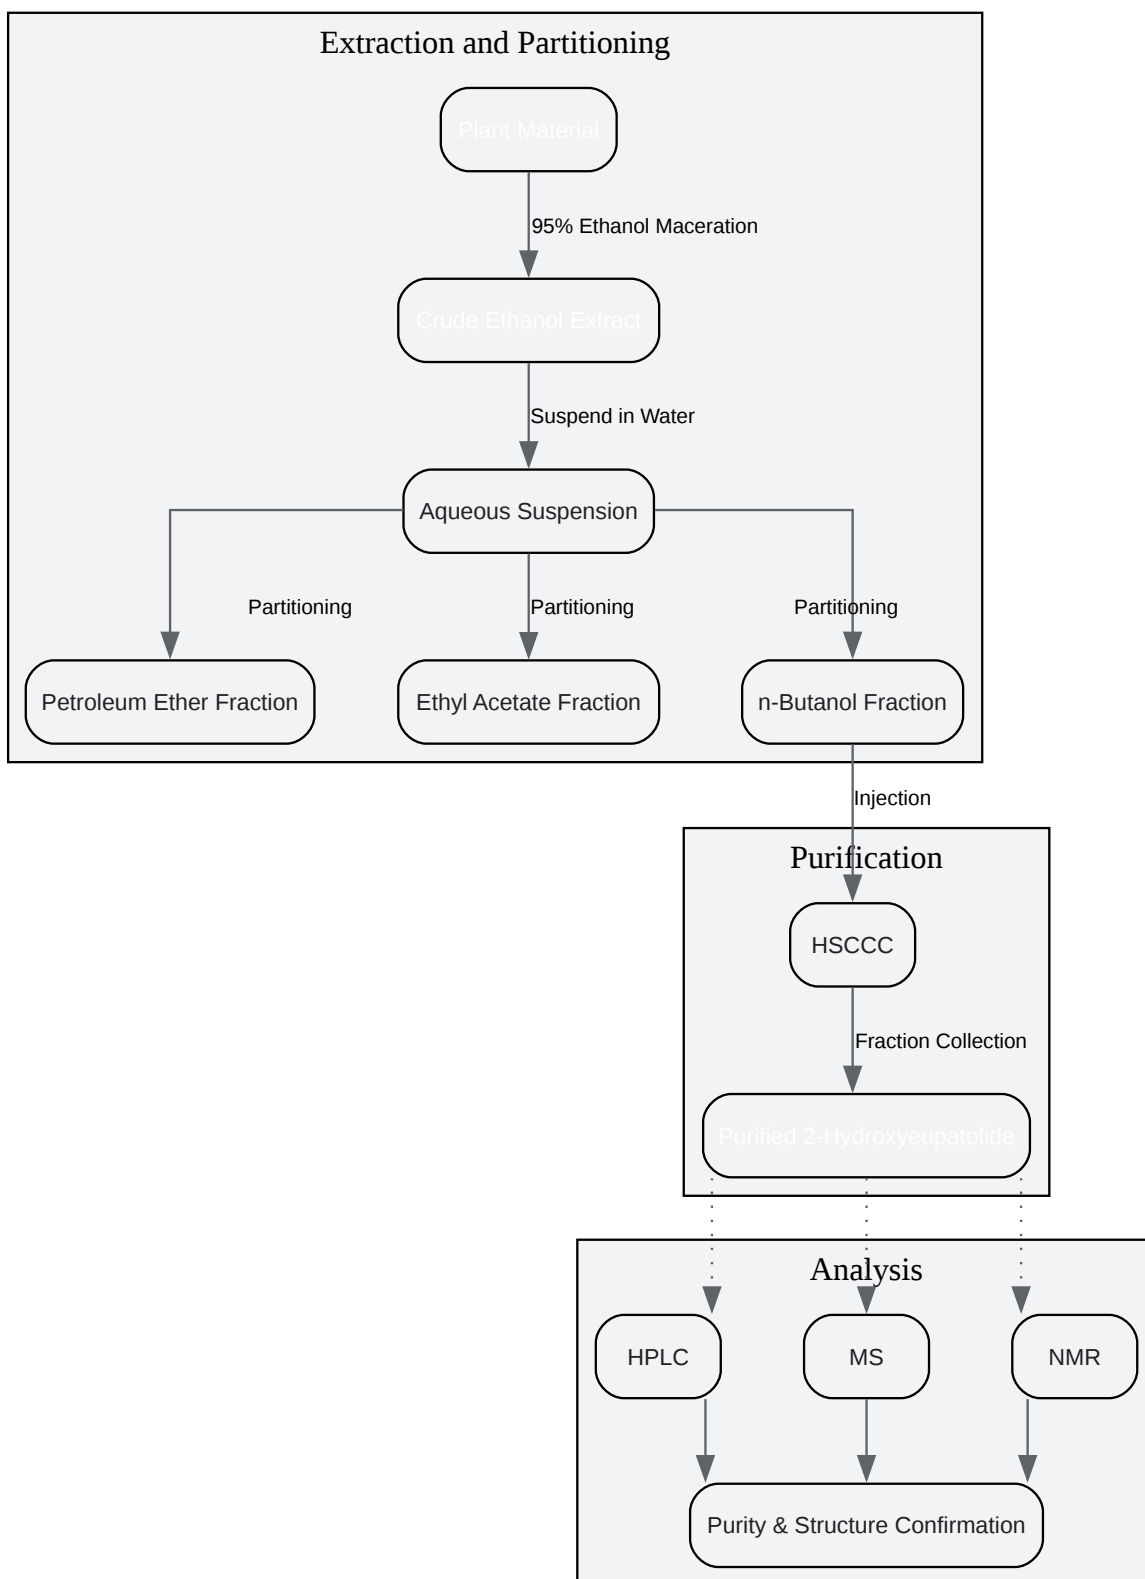 Extraction and Partitioning
Plant Material
95% Ethanol Maceration
Crude Ethanol Extract
Suspend in Water
Aqueous Suspension
Partitioning
Partitioning
Partitioning
Petroleum Ether Fraction
Ethyl Acetate Fraction
n-Butanol Fraction
Injection
Purification
HSCCC
Fraction Collection
Purified 2-Hydroxyeupatolide
Analysis
HPLC
MS
NMR
Purity & Structure Confirmation